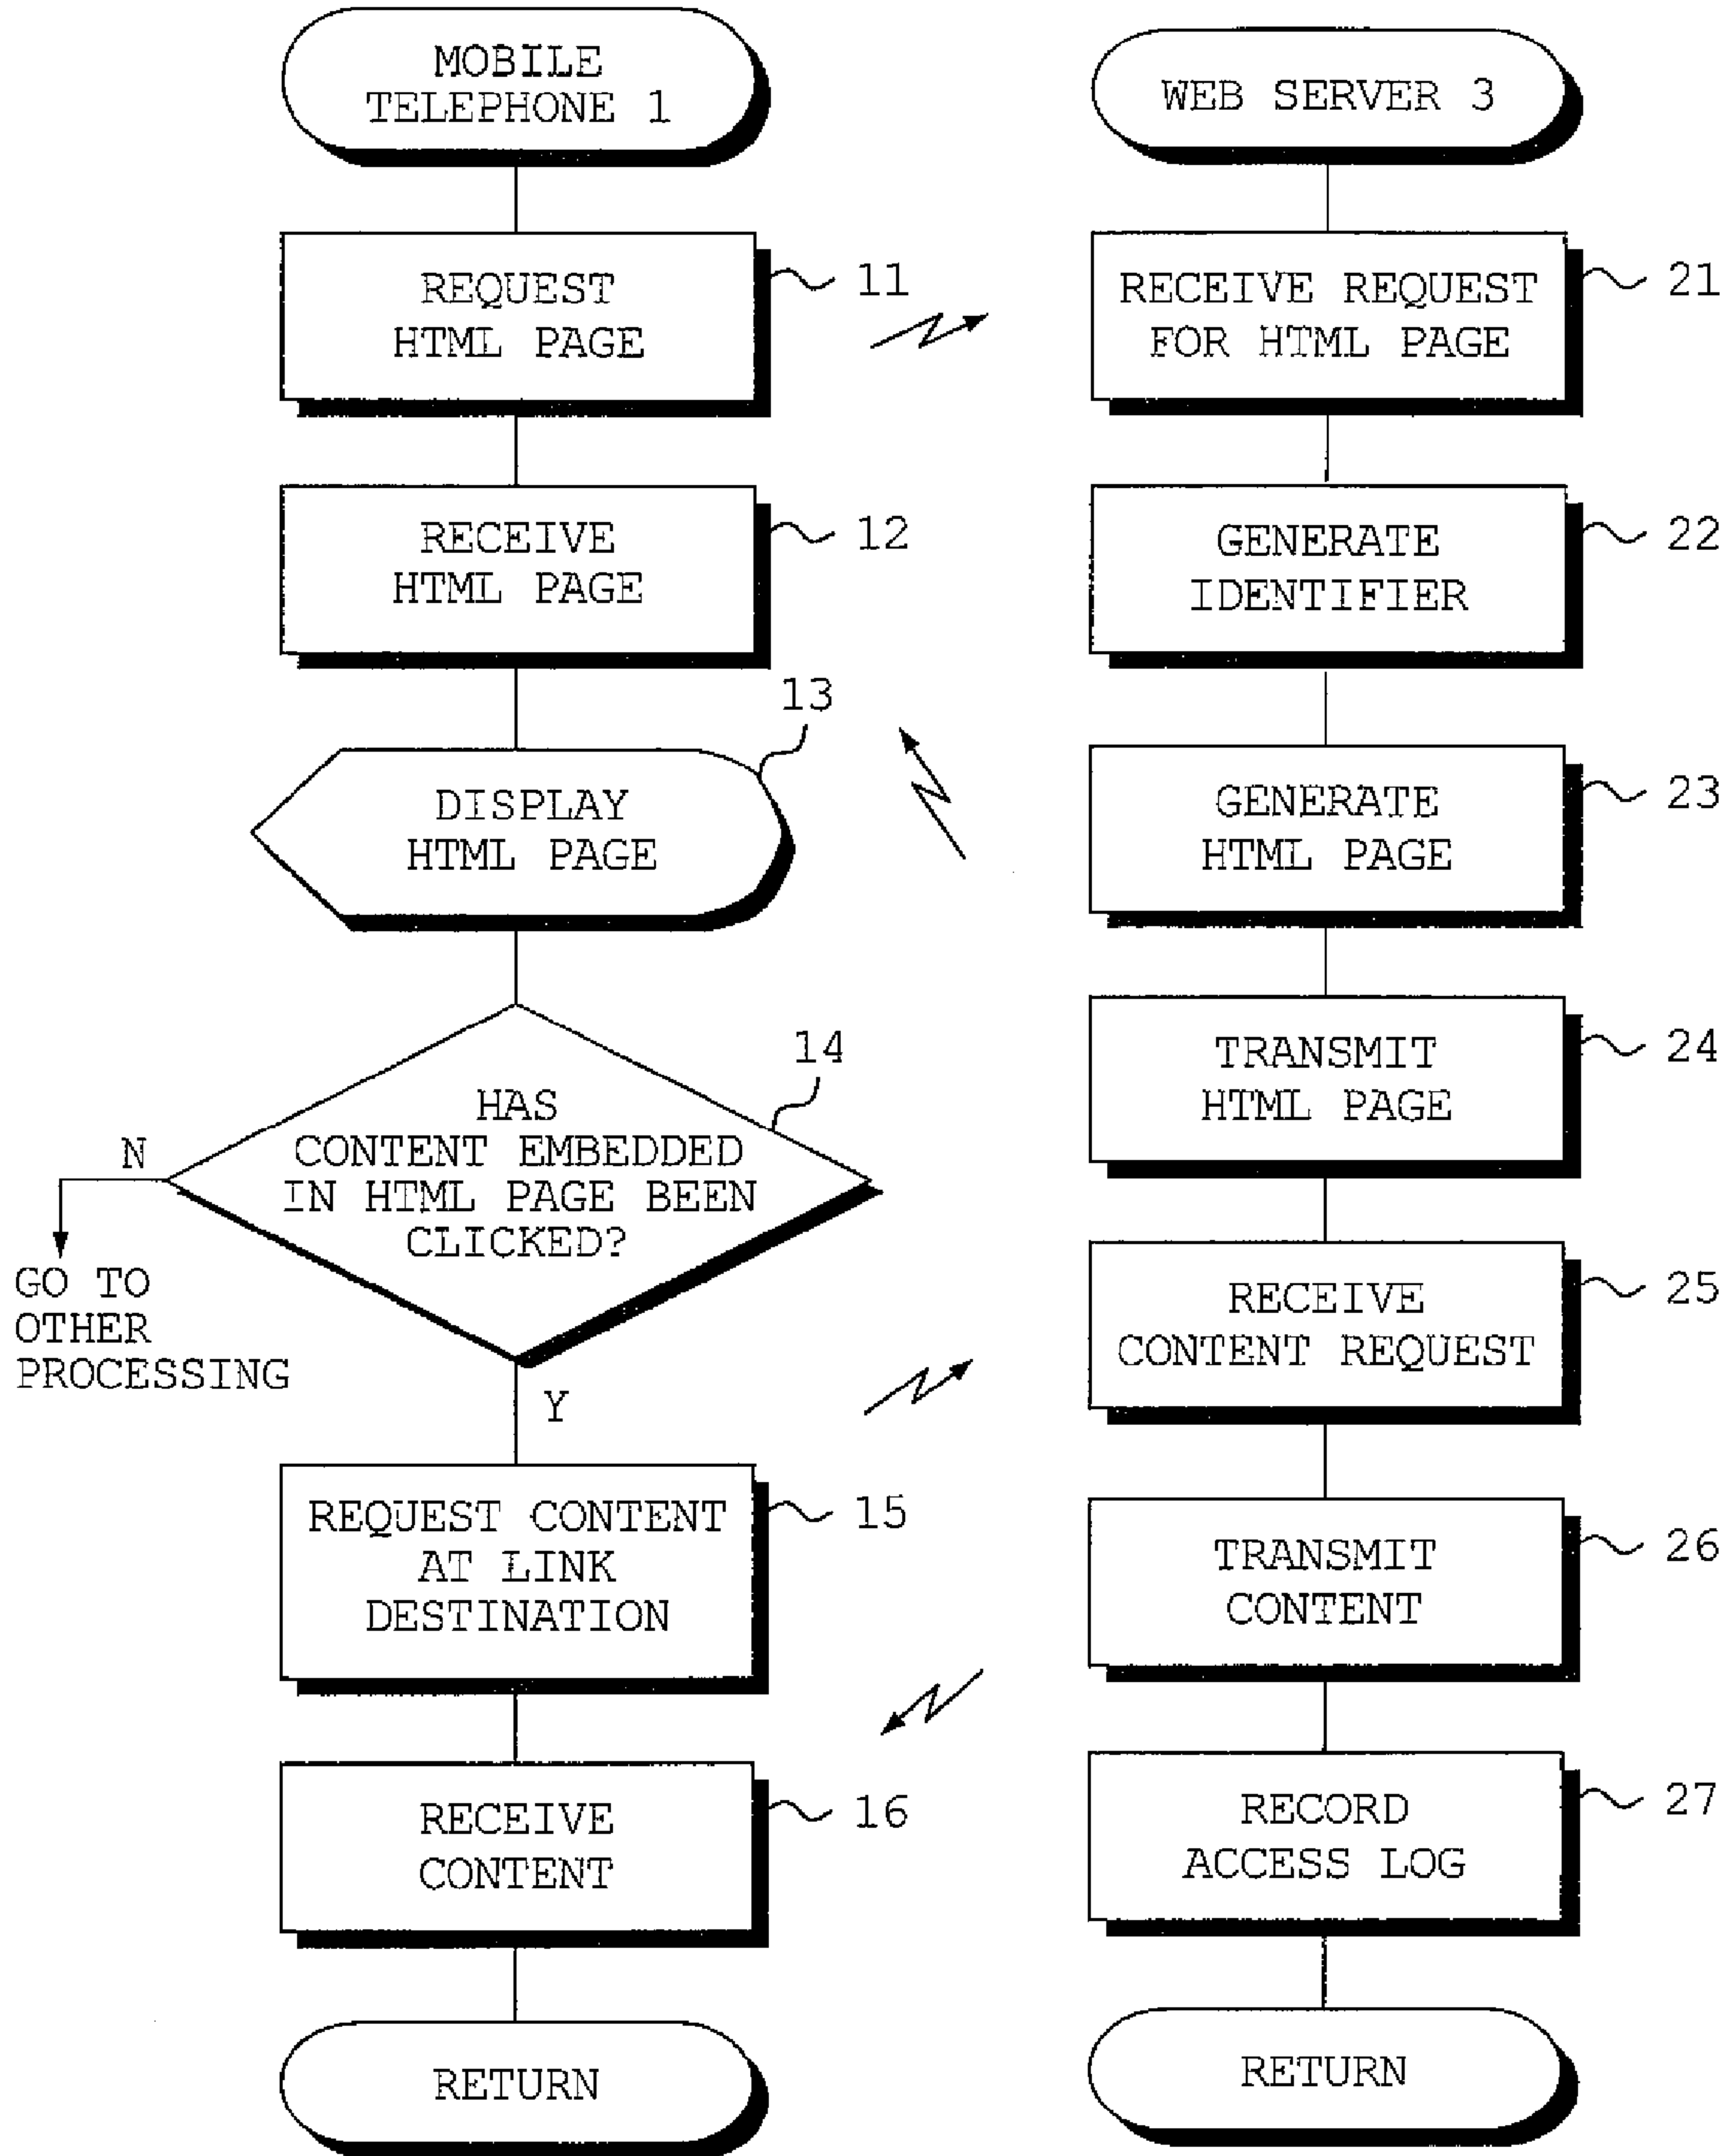 MOBILE
TELEPHONE 1
REQUEST
HTML PAGE
11
RECEIVE
HTML PAGE
12
13
DISPLAY
HTML PAGE
14
HAS
CONTENT EMBEDDED
IN HTML PAGE BEEN
CLICKED?
N
GO TO
OTHER
PROCESSING
Y
REQUEST CONTENT
AT LINK
DESTINATION
15
RECEIVE
CONTENT
16
RETURN
WEB SERVER 3
RECEIVE REQUEST
FOR HTML PAGE
21
GENERATE
IDENTIFIER
22
GENERATE
HTML PAGE
23
TRANSMIT
HTML PAGE
24
RECEIVE
CONTENT REQUEST
25
TRANSMIT
CONTENT
26
RECORD
ACCESS LOG
27
RETURN